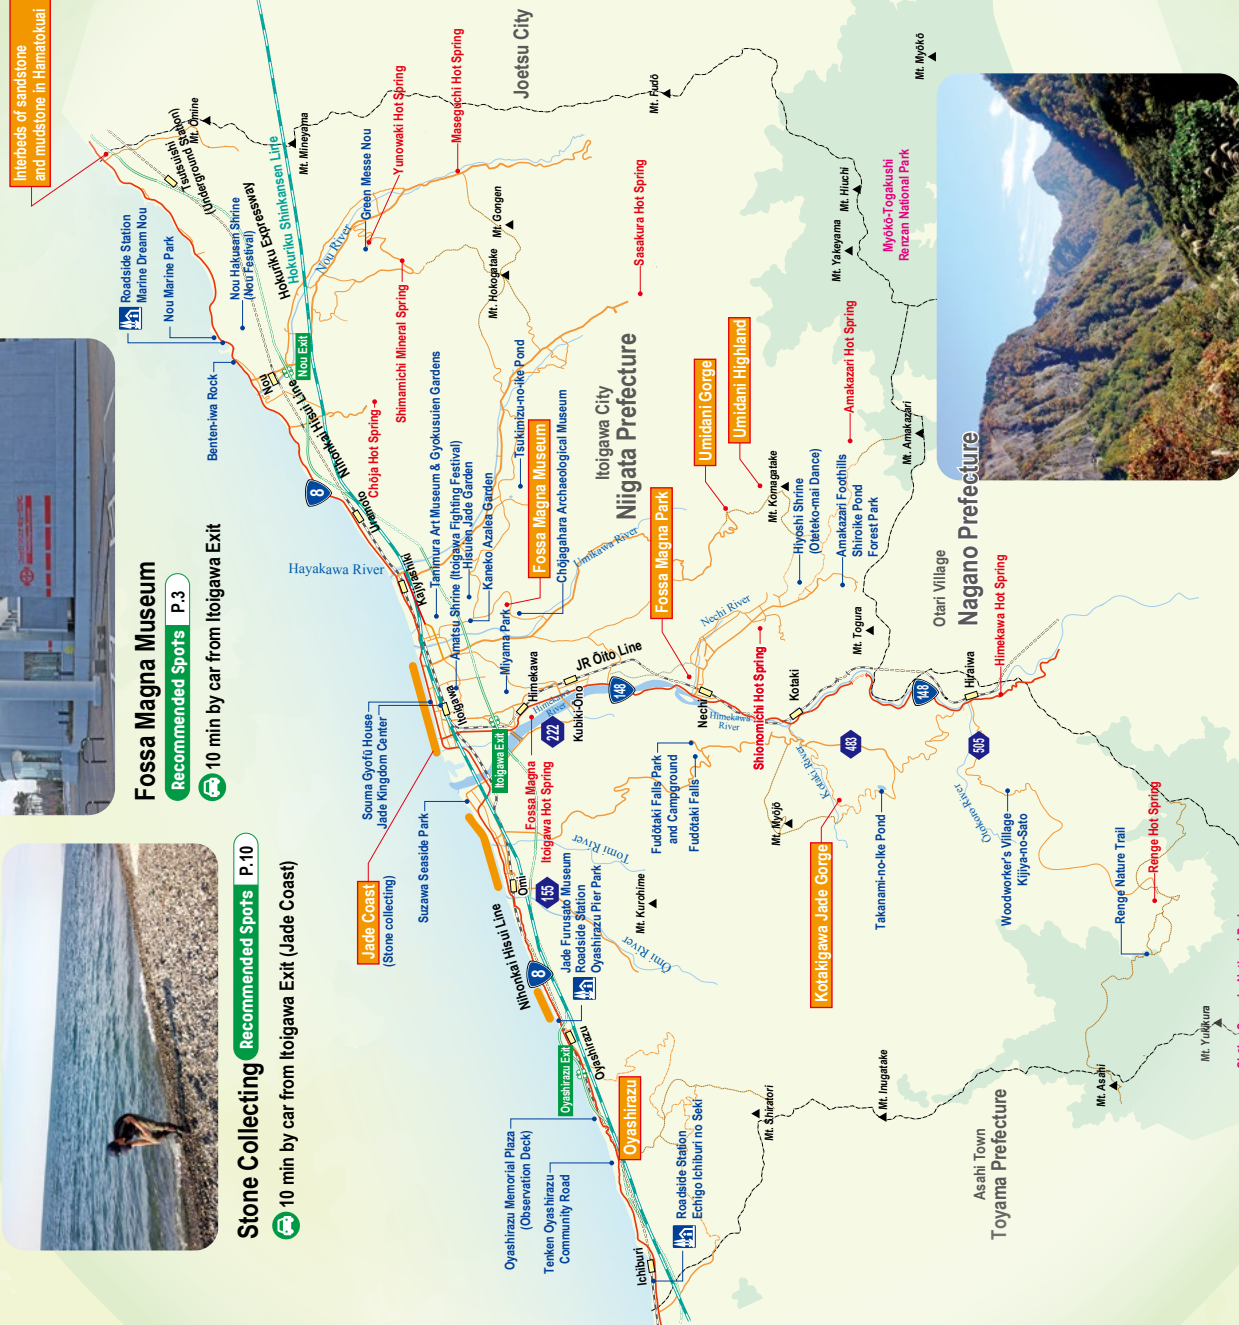 Interbeds of sandstone
and mudstone in Hamatokuai
Fossa Magna Museum
Recommended Spots P.3
10 min by car from Itoigawa Exit
Stone Collecting Recommended Spots P.10
10 min by car from Itoigawa Exit (Jade Coast)
Tsutsuishi
(Underground Station)
Mt. Omine
Mt. Mineyama
Hokuriku Expressway
Hokuriku Shinkansen Line
Roadside Station
Marine Dream Nou
Nou Marine Park
Nou Hakusan Shrine
(Nou Festival)
Benten-iwa Rock
Nou
Nou Exit
Nou River
Green Messe Nou
Yunowaki Hot Spring
Maseguchi Hot Spring
Joetsu City
Mt. Fudō
Mt. Myōkō
Shimamichi Mineral Spring
Mt. Gongen
Mt. Hokogatake
Sasakura Hot Spring
Mt. Hiuchi
Mt. Yakeyama
Myōkō-Togakushi
Renzan National Park
Nihonkai Hisui Line
8
Uramoto
Chōja Hot Spring
Hayakawa River
Kajiyashiki
Tanimura Art Museum & Gyokusuien Gardens
Amatsu Shrine (Itoigawa Fighting Festival)
Hisuien Jade Garden
Kaneko Azalea Garden
Tsukimizu-no-ike Pond
Fossa Magna Museum
Chōjagahara Archaeological Museum
Miyama Park
Itoigawa City
Niigata Prefecture
Umikawa River
Umidani Gorge
Umidani Highland
Mt. Komagatake
Fossa Magna Park
Hiyoshi Shrine
(Oteteko-mai Dance)
Amakazari Foothills
Shiroike Pond
Forest Park
Amakazari Hot Spring
Mt. Amakazari
Nechi River
Mt. Togura
Otari Village
Nagano Prefecture
Himekawa Hot Spring
Souma Gyofū House
Jade Kingdom Center
Itoigawa
Itoigawa Exit
Himekawa
Himekawa
River
JR Ōito Line
Kubiki-Ōno
148
222
Nechi
Himekawa
River
Shionomichi Hot Spring
Kotaki
148
Hiraiwa
483
505
Jade Coast
(Stone collecting)
Suzawa Seaside Park
Fossa Magna
Itoigawa Hot Spring
Tomi River
Fudōtaki Falls Park
and Campground
Fudōtaki Falls
Mt. Myōjō
Kotaki River
Kotakigawa Jade Gorge
Takanami-no-Ike Pond
Ootokoro River
Woodworker's Village
Kijiya-no-Sato
Renge Nature Trail
Renge Hot Spring
Omi
155
Nihonkai Hisui Line
8
Jade Furusato Museum
Roadside Station
Oyashirazu Pier Park
Mt. Kurohime
Omi River
Oyashirazu Exit
Oyashirazu
Oyashirazu
Oyashirazu Memorial Plaza
(Observation Deck)
Tenken Oyashirazu
Community Road
Roadside Station
Echigo Ichiburi no Seki
Ichiburi
Mt. Shiratori
Mt. Inugatake
Asahi Town
Toyama Prefecture
Mt. Asahi
Mt. Yukikura